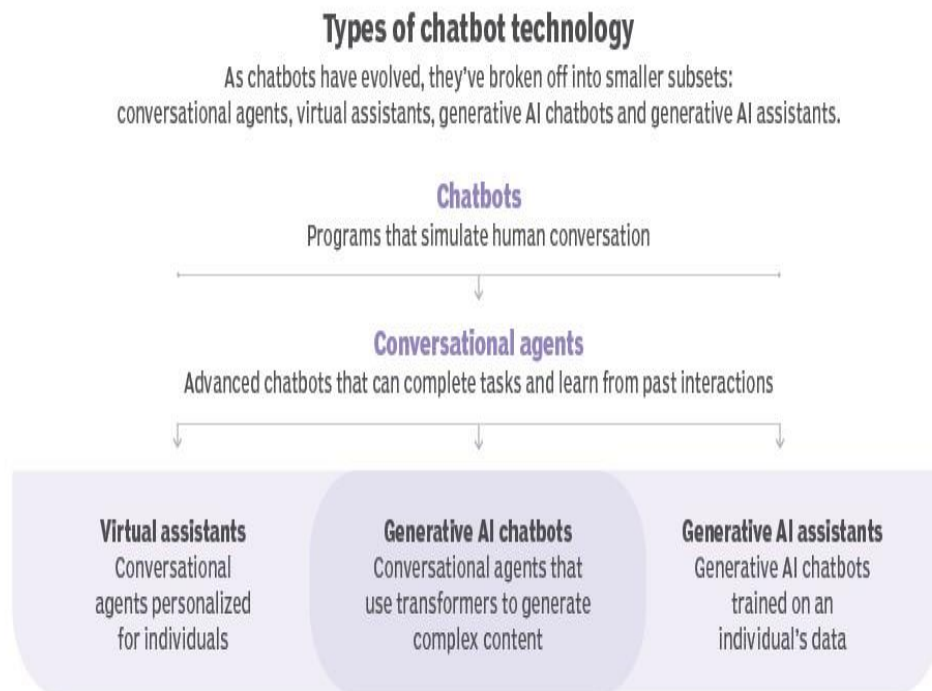 Types of chatbot technology
As chatbots have evolved, they've broken off into smaller subsets:
conversational agents, virtual assistants, generative AI chatbots and generative AI assistants.
Chatbots
Programs that simulate human conversation
Conversational agents
Advanced chatbots that can complete tasks and learn from past interactions
Virtual assistants
Conversational
agents personalized
for individuals
Generative AI chatbots
Conversational agents that
use transformers to generate
complex content
Generative AI assistants
Generative AI chatbots
trained on an
individual's data